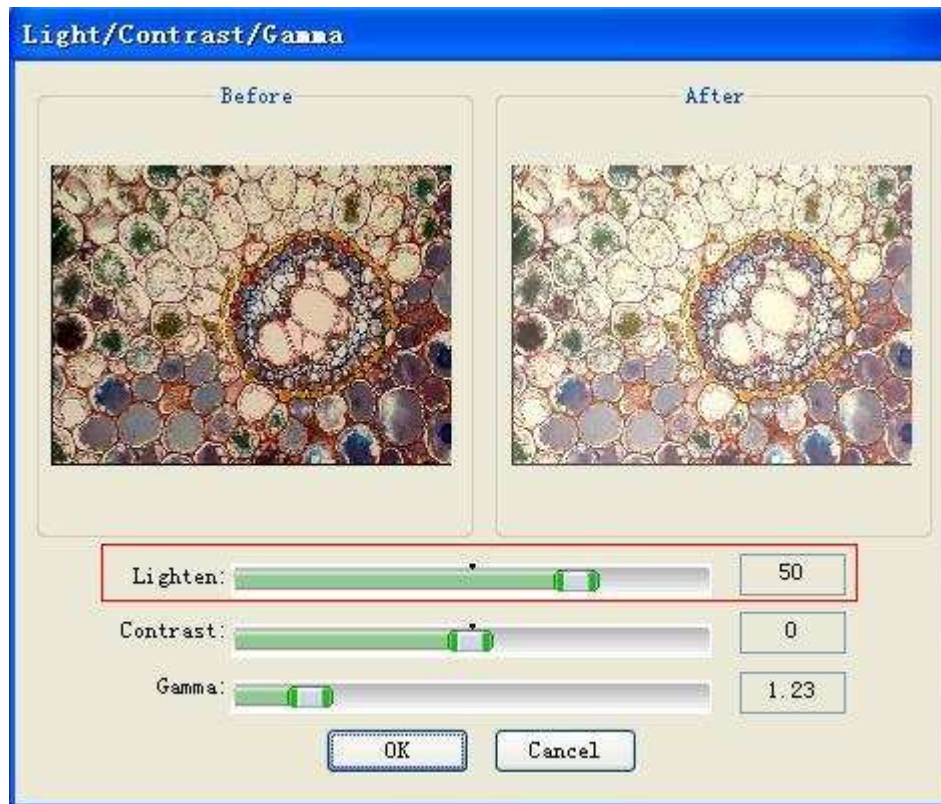 Light/Contrast/Gamma
Before
After
Lighten: 50
Contrast: 0
Gamma: 1.23
OK Cancel